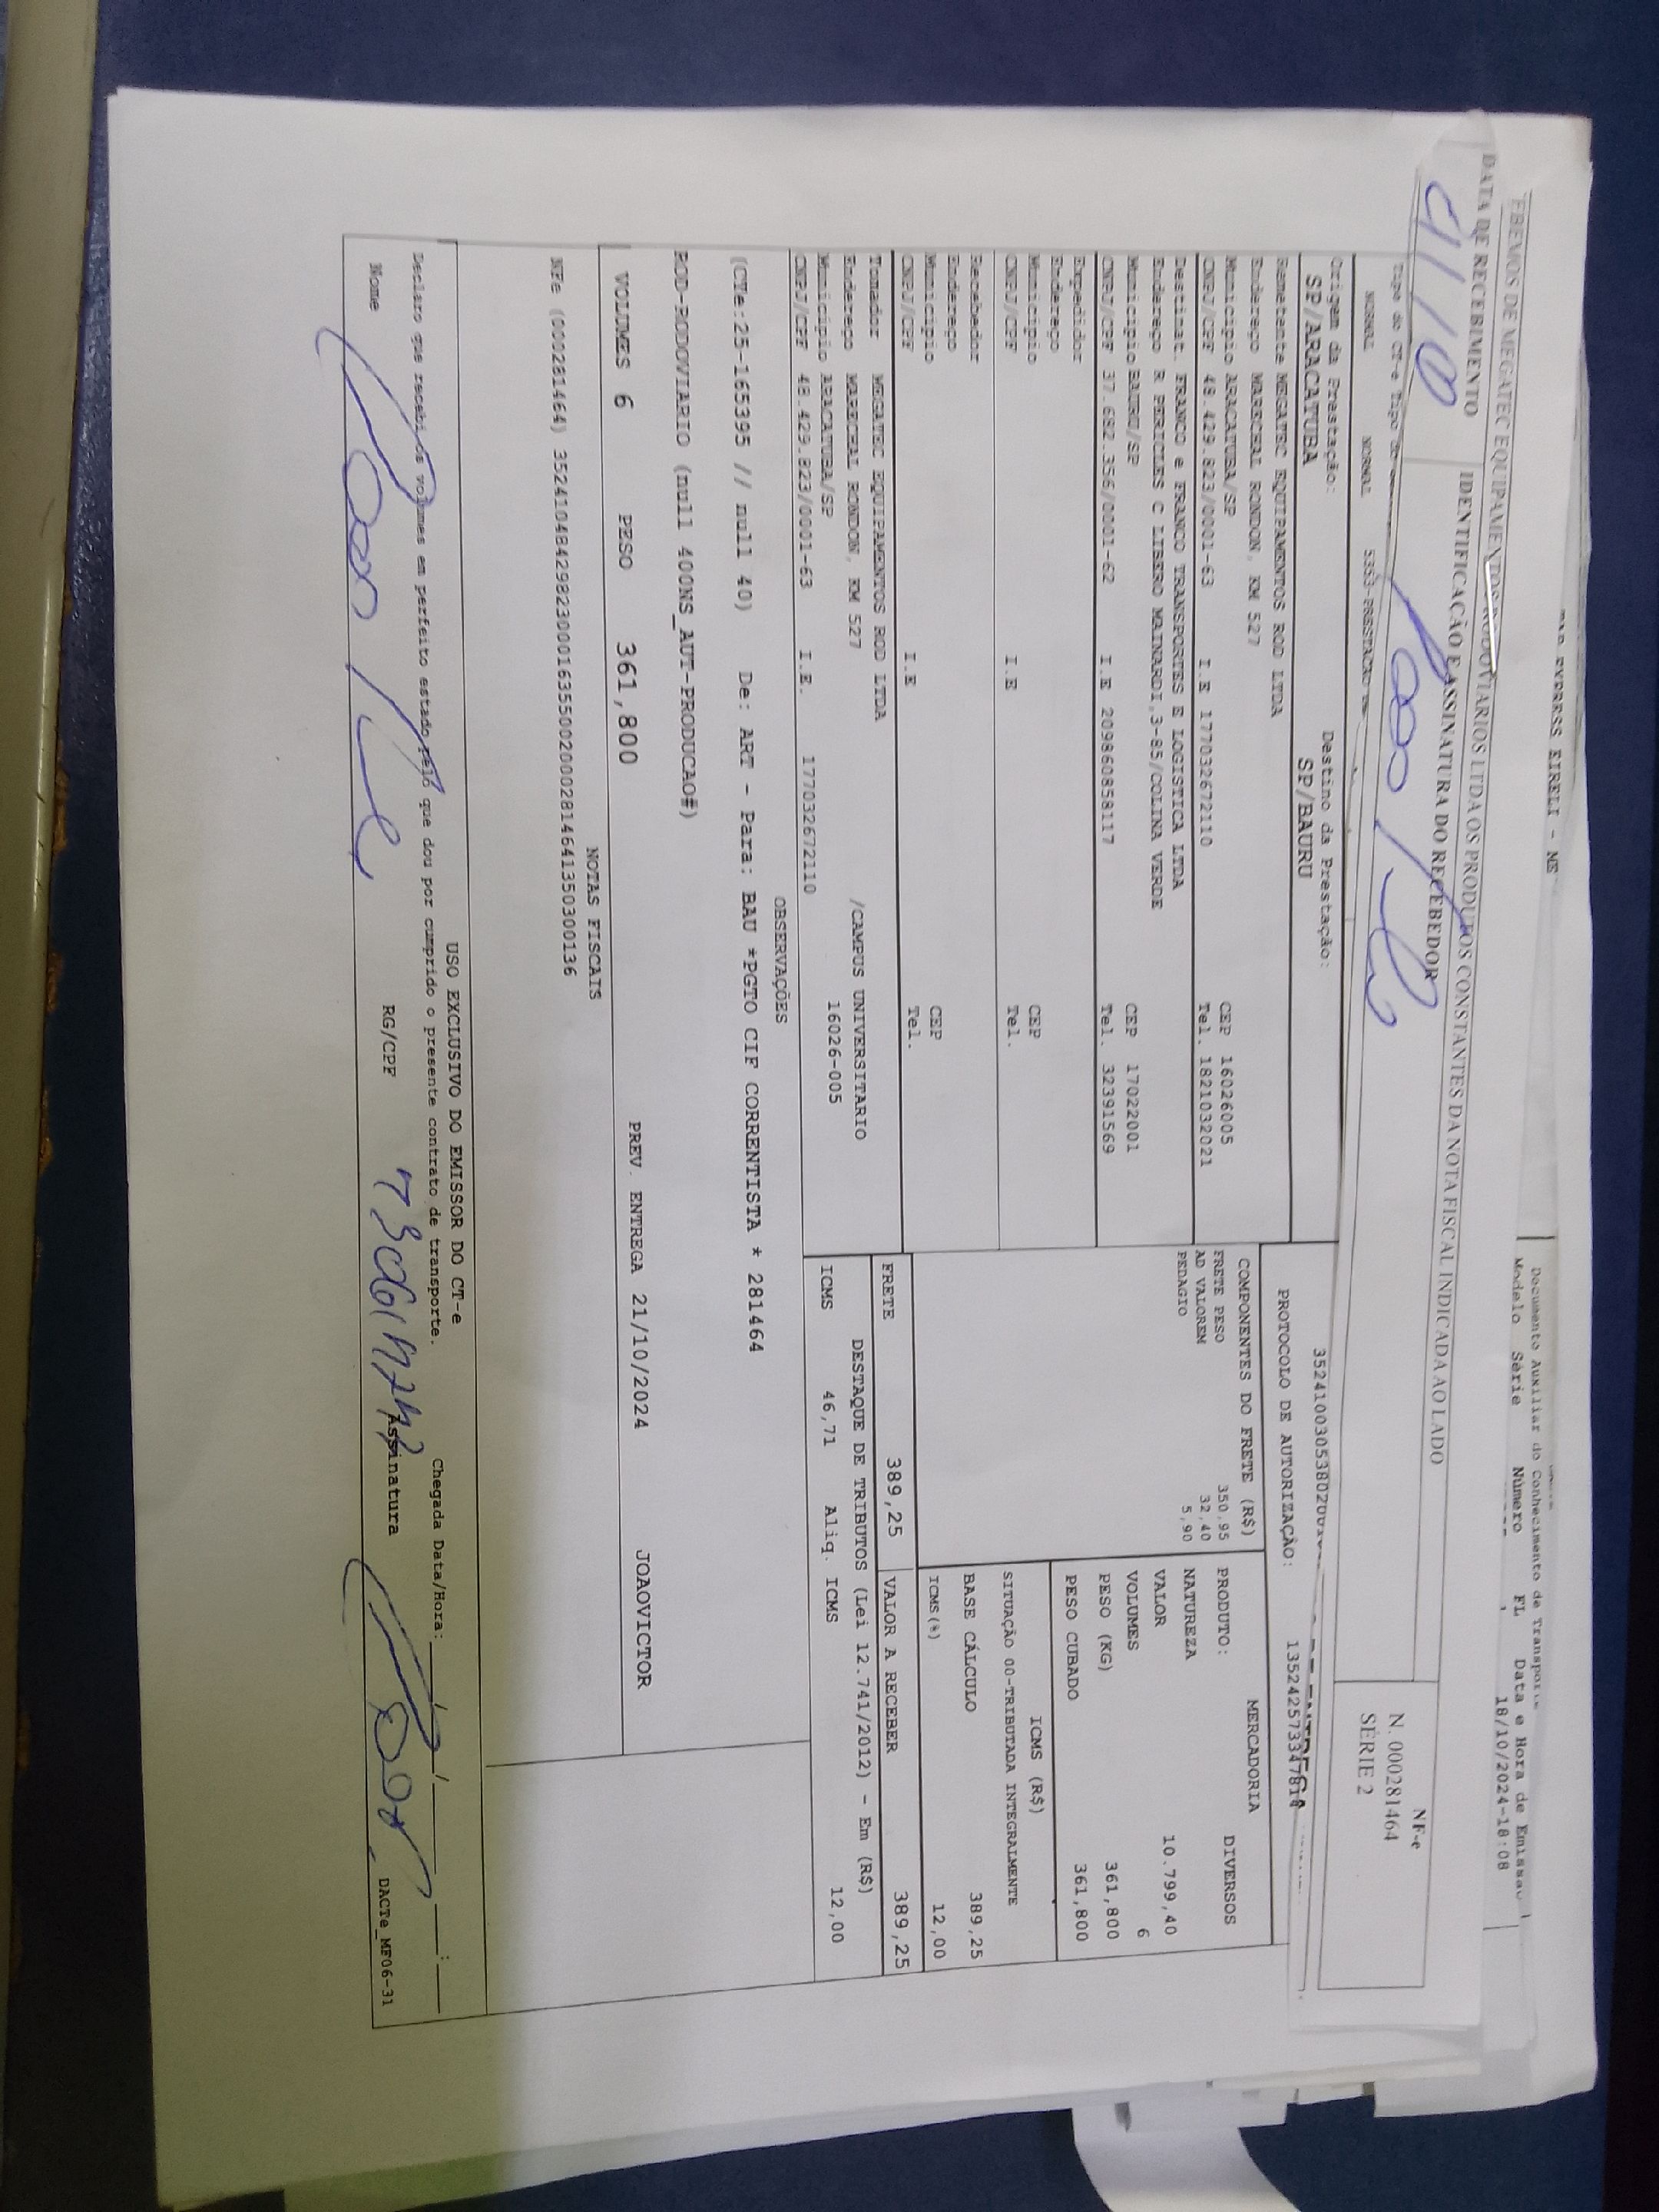 EXPRESS EIRELI - ME
Documento Auxiliar do Conhecimento de Transporte
Modelo Série Número FL Data e Hora de Emissão
18/10/2024-18:08
EBEMOS DE MEGATEC EQUIPAMENTOS RODOVIÁRIOS LTDA OS PRODUTOS CONSTANTES DA NOTA FISCAL INDICADA AO LADO
DATA DE RECEBIMENTO
IDENTIFICAÇÃO E ASSINATURA DO RECEBEDOR
NF-e
N. 000281464
SÉRIE 2
Tipo do CT-e Tipo
NORMAL NORMAL 5353-PRESTACAO
Origem da Prestação: Destino da Prestação:
SP/ARACATUBA SP/BAURU
PROTOCOLO DE AUTORIZAÇÃO:
Remetente MEGATEC EQUIPAMENTOS ROD LTDA
Endereço MARECHAL RONDON, KM 527
Município ARACATUBA/SP CEP 16026005
CNPJ/CPF 48.429.823/0001-63 I.E 177032672110 Tel. 1821032021
Destinat. FRANCO e FRANCO TRANSPORTES E LOGISTICA LTDA
Endereço R PERICLES C LIBERO MAINARDI,3-85/COLINA VERDE
Município BAURU/SP CEP 17022001
CNPJ/CPF 37.682.356/0001-62 I.E 209860858117 Tel. 32391569
Expedidor
Endereço
Município CEP
CNPJ/CPF I.E Tel.
Recebedor
Endereço
Município CEP
CNPJ/CPF I.E Tel.
Tomador MEGATEC EQUIPAMENTOS ROD LTDA
Endereço MARECHAL RONDON, KM 527 /CAMPUS UNIVERSITARIO
Município ARACATUBA/SP 16026-005
CNPJ/CPF 48.429.823/0001-63 I.E. 177032672110
COMPONENTES DO FRETE (R$)
FRETE PESO 350,95
AD VALOREM 32,40
PEDAGIO 5,90
MERCADORIA
PRODUTO: DIVERSOS
NATUREZA
VALOR 10.799,40
VOLUMES 6
PESO (KG) 361,800
PESO CUBADO 361,800
ICMS (R$)
SITUAÇÃO 00-TRIBUTADA INTEGRALMENTE
BASE CÁLCULO 389,25
ICMS(%) 12,00
FRETE 389,25 VALOR A RECEBER 389,25
DESTAQUE DE TRIBUTOS (Lei 12.741/2012) - Em (R$)
ICMS 46,71 Aliq. ICMS 12,00
OBSERVAÇÕES
(CTe:25-165395 // null 40) De: ART - Para: BAU *PGTO CIF CORRENTISTA * 281464
ROD-RODOVIARIO (null 400NS_AUT-PRODUCAO#)
VOLUMES 6 PESO 361,800 PREV. ENTREGA 21/10/2024 JOAOVICTOR
NOTAS FISCAIS
NFe (000281464) 35241048429823000163550020002814641350300136
USO EXCLUSIVO DO EMISSOR DO CT-e
Declaro que recebi os volumes em perfeito estado pelo que dou por cumprido o presente contrato de transporte.
Chegada Data/Hora: / / :
Nome RG/CPF Assinatura
DACTe_MF06-31